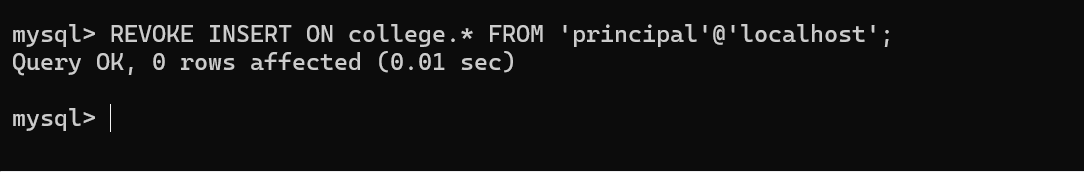 mysql> REVOKE INSERT ON college.* FROM 'principal'@'localhost';
Query OK, 0 rows affected (0.01 sec)
mysql>